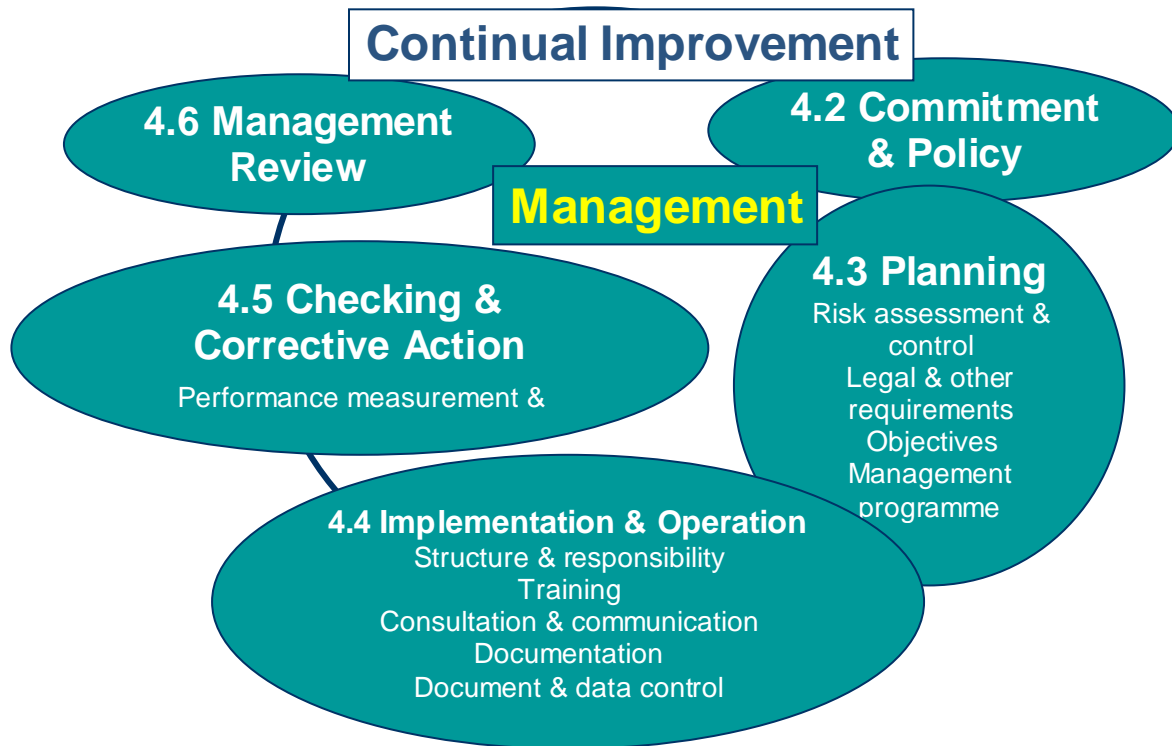 Continual Improvement
4.6 Management
Review
4.2 Commitment
& Policy
Management
4.5 Checking &
Corrective Action
Performance measurement &
4.3 Planning
Risk assessment &
control
Legal & other
requirements
Objectives
Management
programme
4.4 Implementation & Operation
Structure & responsibility
Training
Consultation & communication
Documentation
Document & data control